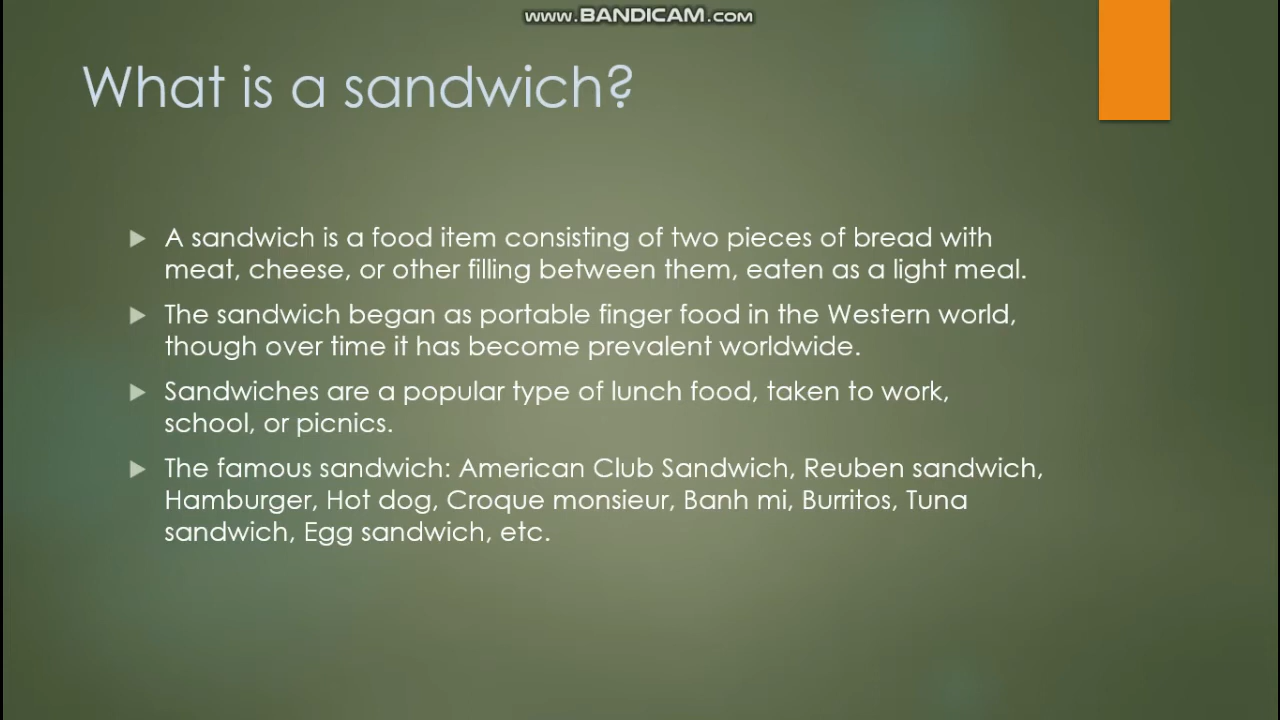 www.BANDICAM.com
What is a sandwich?
A sandwich is a food item consisting of two pieces of bread with
meat, cheese, or other filling between them, eaten as a light meal.
The sandwich began as portable finger food in the Western world,
though over time it has become prevalent worldwide.
Sandwiches are a popular type of lunch food, taken to work,
school, or picnics.
The famous sandwich: American Club Sandwich, Reuben sandwich,
Hamburger, Hot dog, Croque monsieur, Banh mi, Burritos, Tuna
sandwich, Egg sandwich, etc.